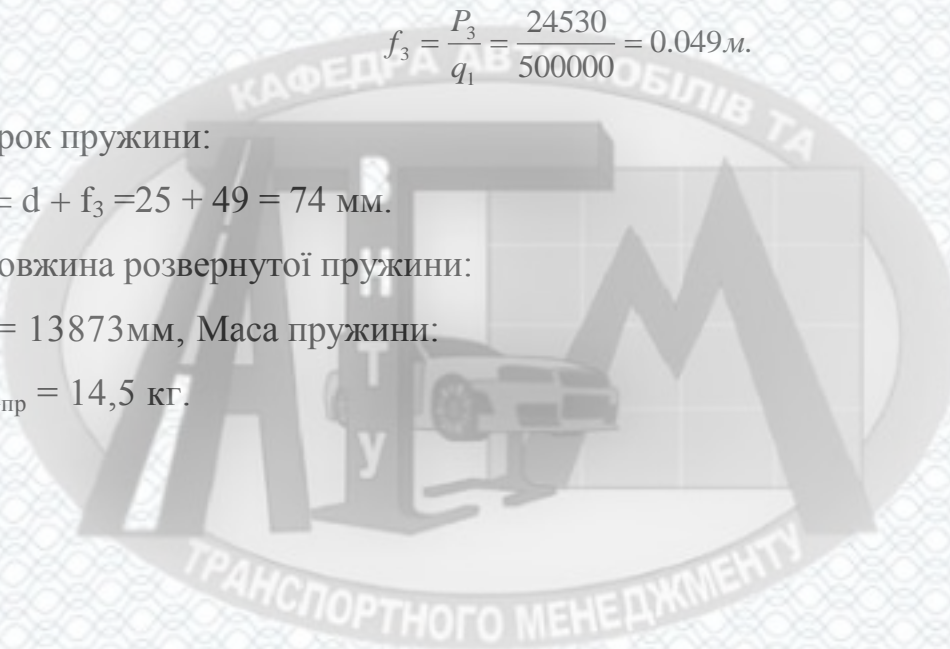 f₃ = P₃ / q₁ = 24530 / 500000 = 0.049м.
КАФЕДРА АВТОМОБІЛІВ ТА
рок пружини:
= d + f₃ =25 + 49 = 74 мм.
овжина розвернутої пружини:
= 13873мм, Маса пружини:
пр = 14,5 кг.
В
Н
Т
У
ТРАНСПОРТНОГО МЕНЕДЖМЕНТУ